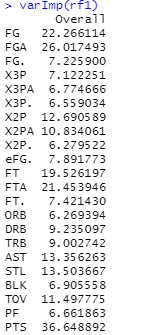 > varImp(rf1)
Overall
FG 22.266114
FGA 26.017493
FG. 7.225900
X3P 7.122251
X3PA 6.774666
X3P. 6.559034
X2P 12.690589
X2PA 10.834061
X2P. 6.279522
eFG. 7.891773
FT 19.526197
FTA 21.453946
FT. 7.421430
ORB 6.269394
DRB 9.235097
TRB 9.002742
AST 13.356263
STL 13.503667
BLK 6.905558
TOV 11.497775
PF 6.661863
PTS 36.648892